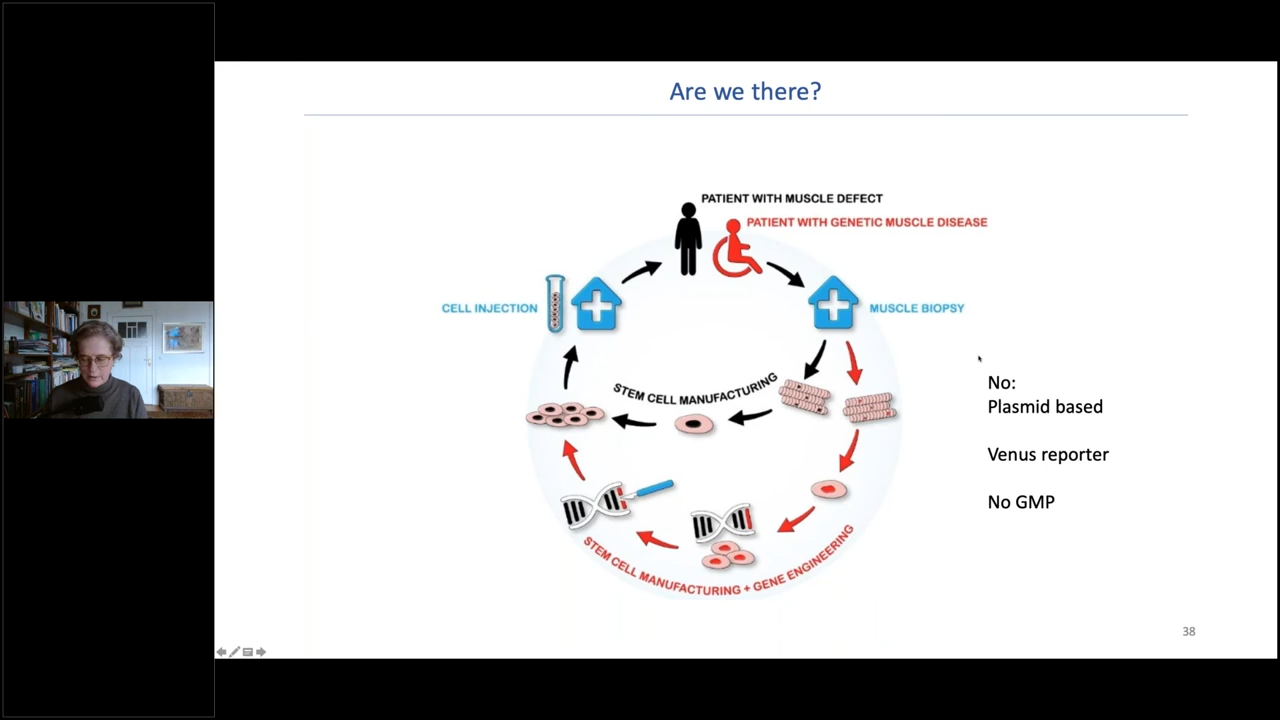 Are we there?
PATIENT WITH MUSCLE DEFECT
PATIENT WITH GENETIC MUSCLE DISEASE
CELL INJECTION
MUSCLE BIOPSY
STEM CELL MANUFACTURING
STEM CELL MANUFACTURING + GENE ENGINEERING
No:
Plasmid based
Venus reporter
No GMP
38